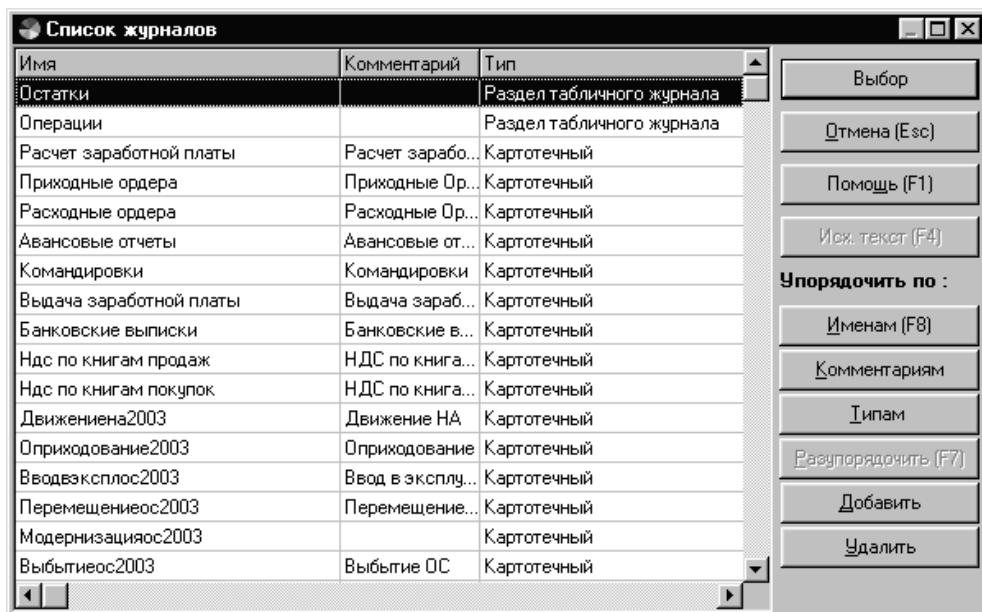 Список журналов
Имя Комментарий Тип
Остатки Раздел табличного журнала
Операции Раздел табличного журнала
Расчет заработной платы Расчет зарабо... Картотечный
Приходные ордера Приходные Ор... Картотечный
Расходные ордера Расходные Ор... Картотечный
Авансовые отчеты Авансовые от... Картотечный
Командировки Командировки Картотечный
Выдача заработной платы Выдача зараб... Картотечный
Банковские выписки Банковские в... Картотечный
Ндс по книгам продаж НДС по книга... Картотечный
Ндс по книгам покупок НДС по книга... Картотечный
Движениена2003 Движение НА Картотечный
Оприходование2003 Оприходование Картотечный
Вводвэксплос2003 Ввод в эксплу... Картотечный
Перемещениеос2003 Перемещение... Картотечный
Модернизацияос2003 Картотечный
Выбытиеос2003 Выбытие ОС Картотечный
Выбор
Отмена (Esc)
Помощь (F1)
Исх. текст (F4)
Упорядочить по :
Именам (F8)
Комментариям
Типам
Разупорядочить (F7)
Добавить
Удалить